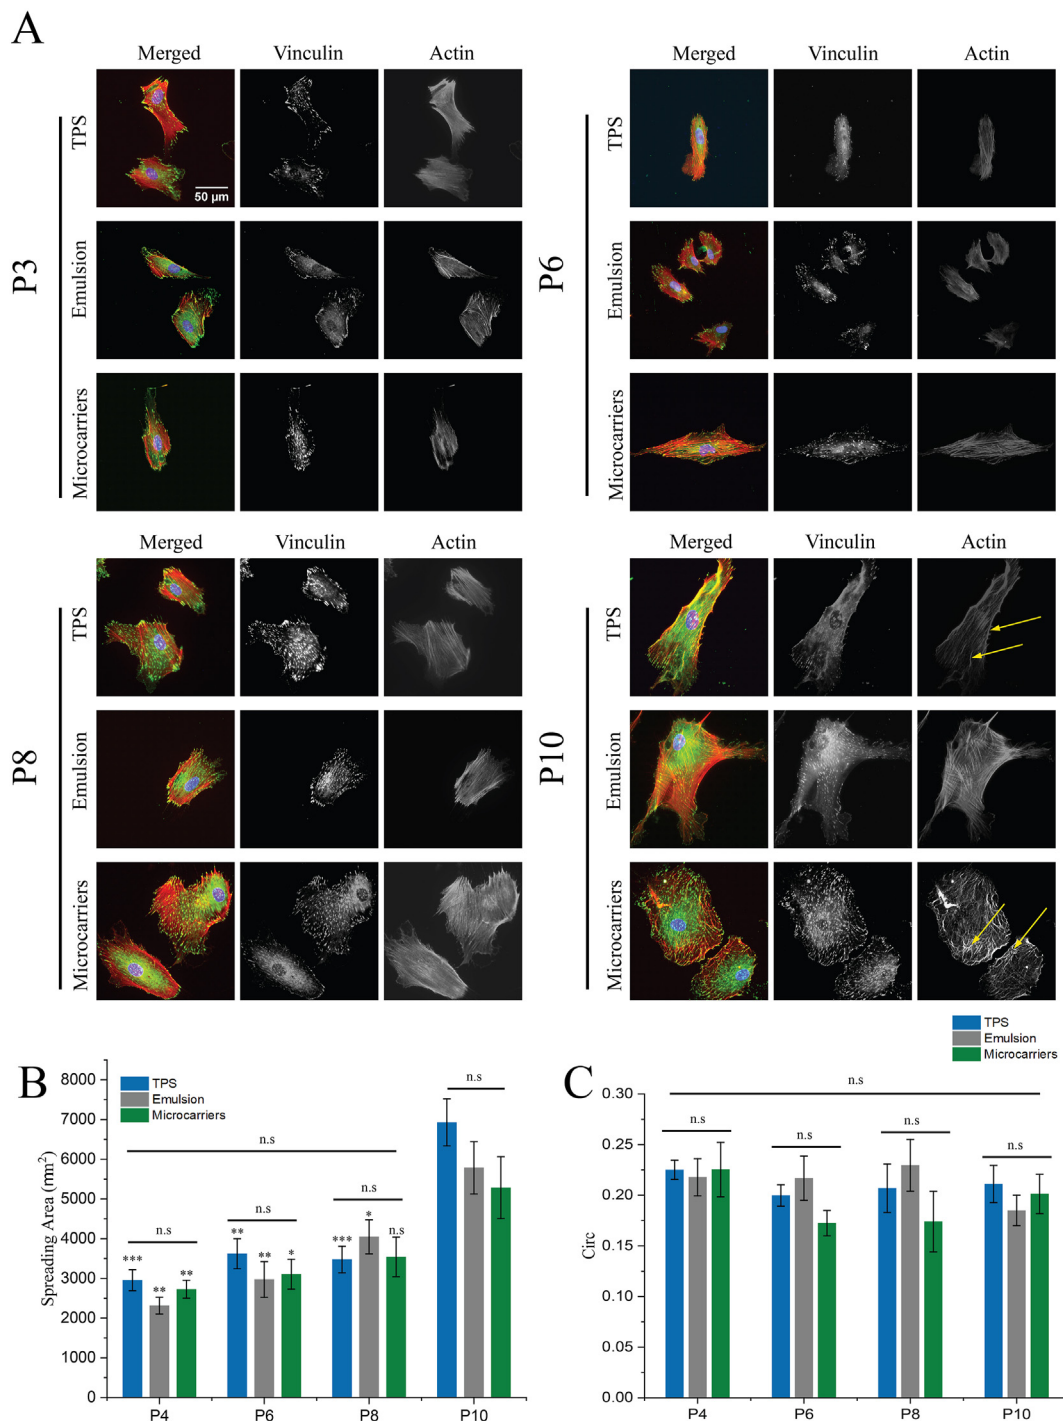 A
Merged Vinculin Actin
P3
TPS
50 µm
Emulsion
Microcarriers
Merged Vinculin Actin
P6
TPS
Emulsion
Microcarriers
Merged Vinculin Actin
P8
TPS
Emulsion
Microcarriers
Merged Vinculin Actin
P10
TPS
Emulsion
Microcarriers
B
Spreading Area (mn²)
8000
7000
6000
5000
4000
3000
2000
1000
0
TPS
Emulsion
Microcarriers
n.s
n.s
n.s
n.s
n.s
*** ** **
** ** *
*** * n.s
P4 P6 P8 P10
TPS
Emulsion
Microcarriers
C
Circ
0.30
0.25
0.20
0.15
0.10
0.05
0.00
n.s
n.s
n.s
n.s
n.s
P4 P6 P8 P10